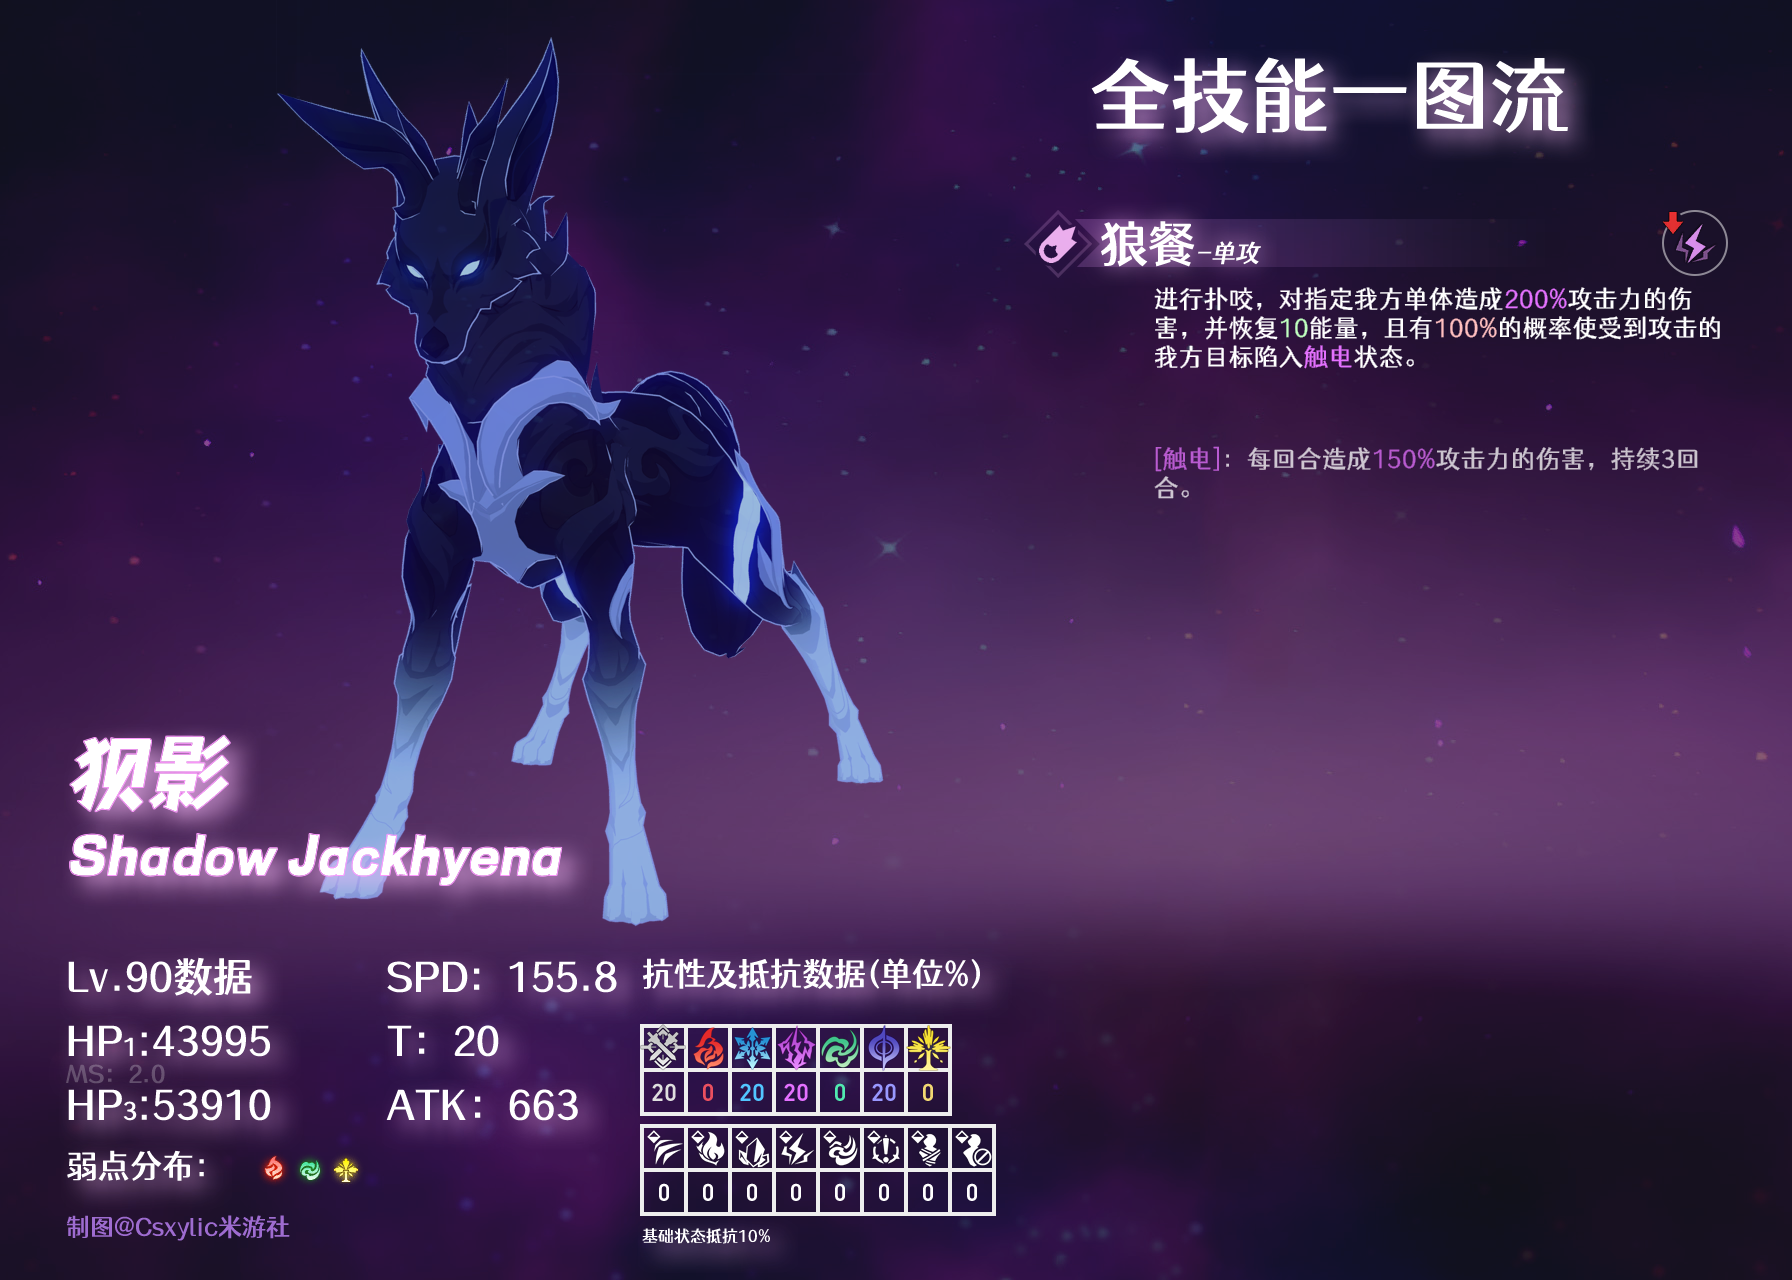 全技能一图流
狼餐-单攻
进行扑咬，对指定我方单体造成200%攻击力的伤
害，并恢复10能量，且有100%的概率使受到攻击的
我方目标陷入触电状态。
[触电]：每回合造成150%攻击力的伤害，持续3回
合。
狈影
Shadow Jackhyena
Lv.90数据
SPD：155.8
HP1:43995
T：20
MS：2.0
HP3:53910
ATK：663
弱点分布：
制图@Csxylic米游社
抗性及抵抗数据(单位%)
20 0 20 20 0 20 0
0 0 0 0 0 0 0 0
基础状态抵抗10%